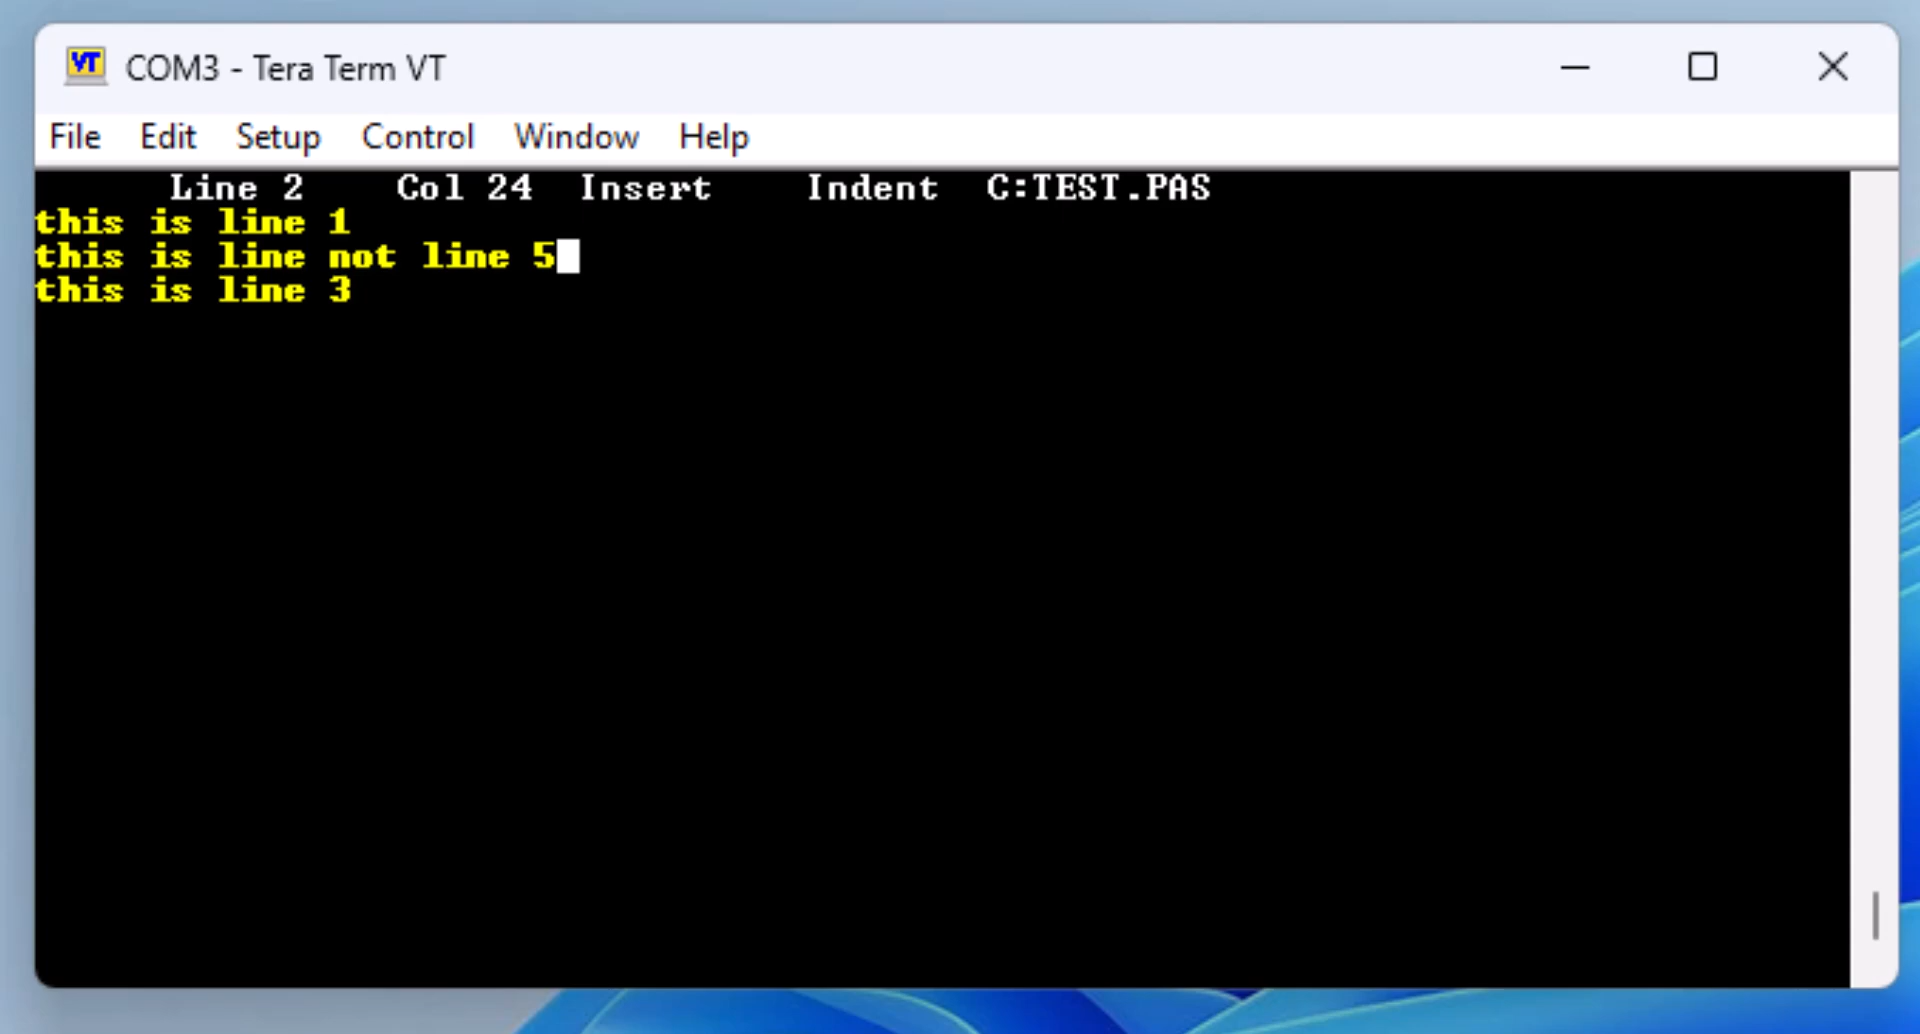 COM3 - Tera Term VT
File Edit Setup Control Window Help
Line 2 Col 24 Insert Indent C:TEST.PAS
this is line 1
this is line not line 5
this is line 3